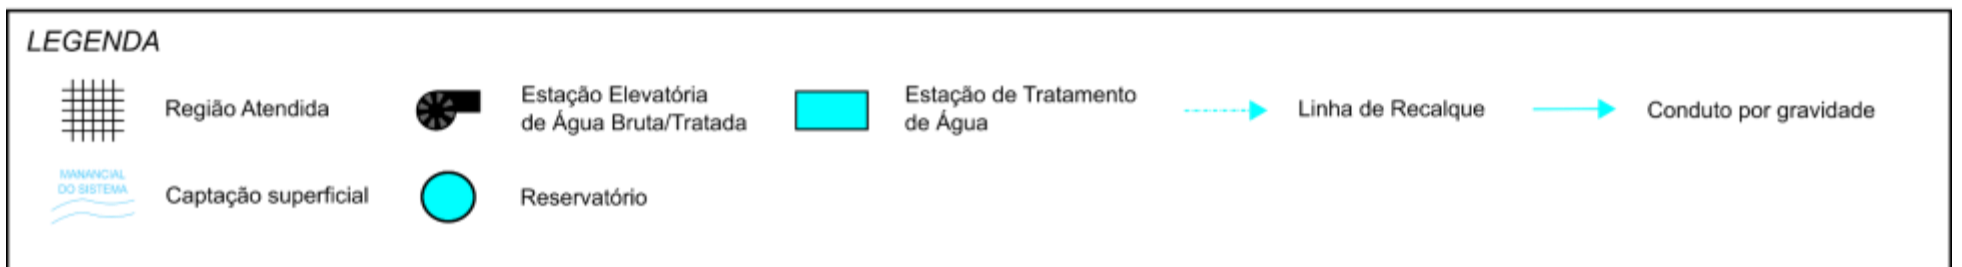 LEGENDA
Região Atendida
Estação Elevatória
de Água Bruta/Tratada
Estação de Tratamento
de Água
Linha de Recalque
Conduto por gravidade
MANANCIAL
DO SISTEMA
Captação superficial
Reservatório